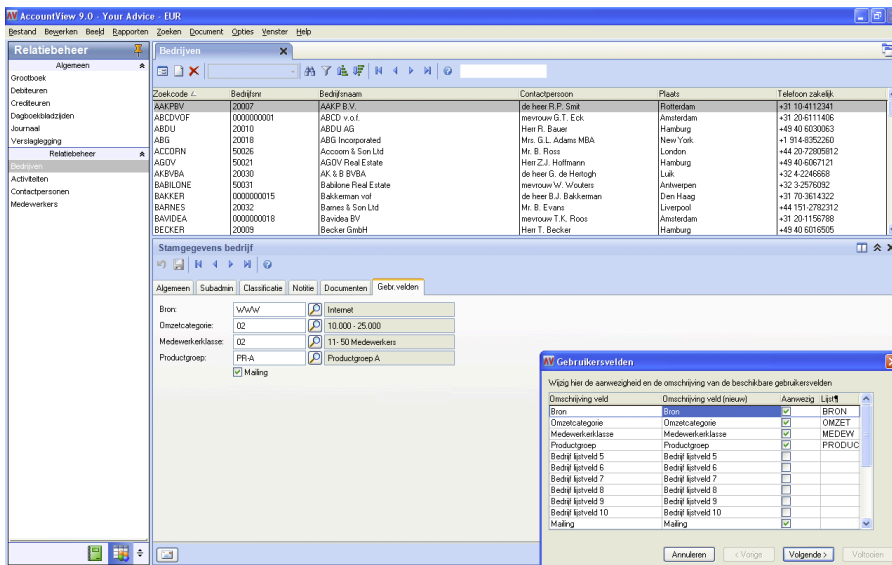 AccountView 9.0 - Your Advice - EUR
Bestand Bewerken Beeld Rapporten Zoeken Document Opties Venster Help
Relatiebeheer
Algemeen
Grootboek
Debiteuren
Crediteuren
Dagboekbladzijden
Journaal
Verslaglegging
Relatiebeheer
Bedrijven
Activiteiten
Contactpersonen
Medewerkers
Bedrijven
Zoekcode Bedrijfsnr Bedrijfsnaam Contactpersoon Plaats Telefoon zakelijk
AAKPBV 20007 AAKP B.V. de heer R.P. Smit Rotterdam +31 10-4112341
ABCDVOF 0000000001 ABCD v.o.f. mevrouw G.T. Eck Amsterdam +31 20-6111406
ABDU 20010 ABDU AG Herr R. Bauer Hamburg +49 40 6030063
ABG 20018 ABG Incorporated Mrs. G.L. Adams MBA New York +1 914-8352260
ACCORN 50026 Accoorn & Son Ltd Mr. B. Ross London +44 20-72805812
AGOV 50021 AGOV Real Estate Herr Z.J. Hoffmann Hamburg +49 40-6067121
AKBVBA 20030 AK & B BVBA de heer G. de Hertogh Luik +32 4-2246668
BABILONE 50031 Babilone Real Estate mevrouw W. Wouters Antwerpen +32 3-2576092
BAKKER 0000000015 Bakkerman vof de heer B.J. Bakkerman Den Haag +31 70-3614322
BARNES 20032 Barnes & Son Ltd Mr. B. Evans Liverpool +44 151-2782312
BAVIDEA 0000000018 Bavidea BV mevrouw T.K. Roos Amsterdam +31 20-1156788
BECKER 20009 Becker GmbH Herr T. Becker Hamburg +49 40 6016505
Stamgegevens bedrijf
Algemeen Subadmin Classificatie Notitie Documenten Gebr.velden
Bron: WWW Internet
Omzetcategorie: 02 10.000 - 25.000
Medewerkerklasse: 02 11- 50 Medewerkers
Productgroep: PR-A Productgroep A
Mailing
Gebruikersvelden
Wijzig hier de aanwezigheid en de omschrijving van de beschikbare gebruikersvelden
Omschrijving veld Omschrijving veld (nieuw) Aanwezig Lijst¶
Bron Bron BRON
Omzetcategorie Omzetcategorie OMZET
Medewerkerklasse Medewerkerklasse MEDEW
Productgroep Productgroep PRODUC
Bedrijf lijstveld 5 Bedrijf lijstveld 5
Bedrijf lijstveld 6 Bedrijf lijstveld 6
Bedrijf lijstveld 7 Bedrijf lijstveld 7
Bedrijf lijstveld 8 Bedrijf lijstveld 8
Bedrijf lijstveld 9 Bedrijf lijstveld 9
Bedrijf lijstveld 10 Bedrijf lijstveld 10
Mailing Mailing
Annuleren < Vorige Volgende > Voltooien